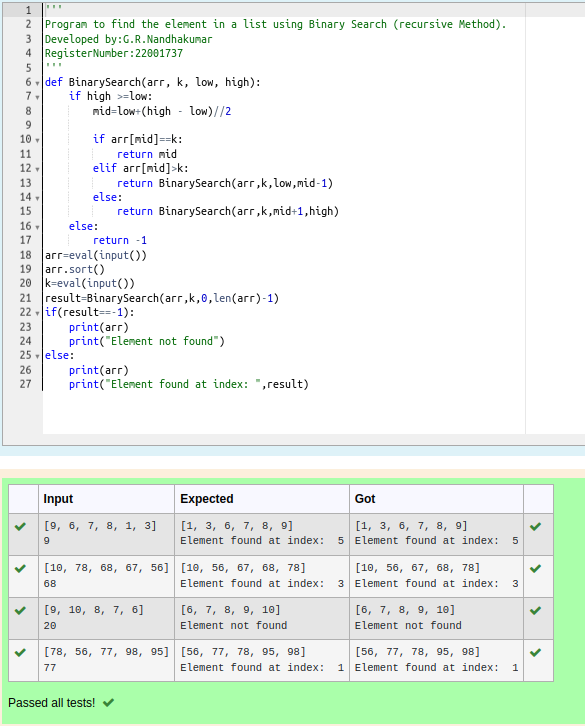 1 '''
2 Program to find the element in a list using Binary Search (recursive Method).
3 Developed by:G.R.Nandhakumar
4 RegisterNumber:22001737
5 '''
6 def BinarySearch(arr, k, low, high):
7     if high >=low:
8         mid=low+(high - low)//2
9
10         if arr[mid]==k:
11             return mid
12         elif arr[mid]>k:
13             return BinarySearch(arr,k,low,mid-1)
14         else:
15             return BinarySearch(arr,k,mid+1,high)
16     else:
17         return -1
18 arr=eval(input())
19 arr.sort()
20 k=eval(input())
21 result=BinarySearch(arr,k,0,len(arr)-1)
22 if(result==-1):
23     print(arr)
24     print("Element not found")
25 else:
26     print(arr)
27     print("Element found at index: ",result)
Input Expected Got
[9, 6, 7, 8, 1, 3] [1, 3, 6, 7, 8, 9] [1, 3, 6, 7, 8, 9]
9 Element found at index:  5 Element found at index:  5
[10, 78, 68, 67, 56] [10, 56, 67, 68, 78] [10, 56, 67, 68, 78]
68 Element found at index:  3 Element found at index:  3
[9, 10, 8, 7, 6] [6, 7, 8, 9, 10] [6, 7, 8, 9, 10]
20 Element not found Element not found
[78, 56, 77, 98, 95] [56, 77, 78, 95, 98] [56, 77, 78, 95, 98]
77 Element found at index:  1 Element found at index:  1
Passed all tests!